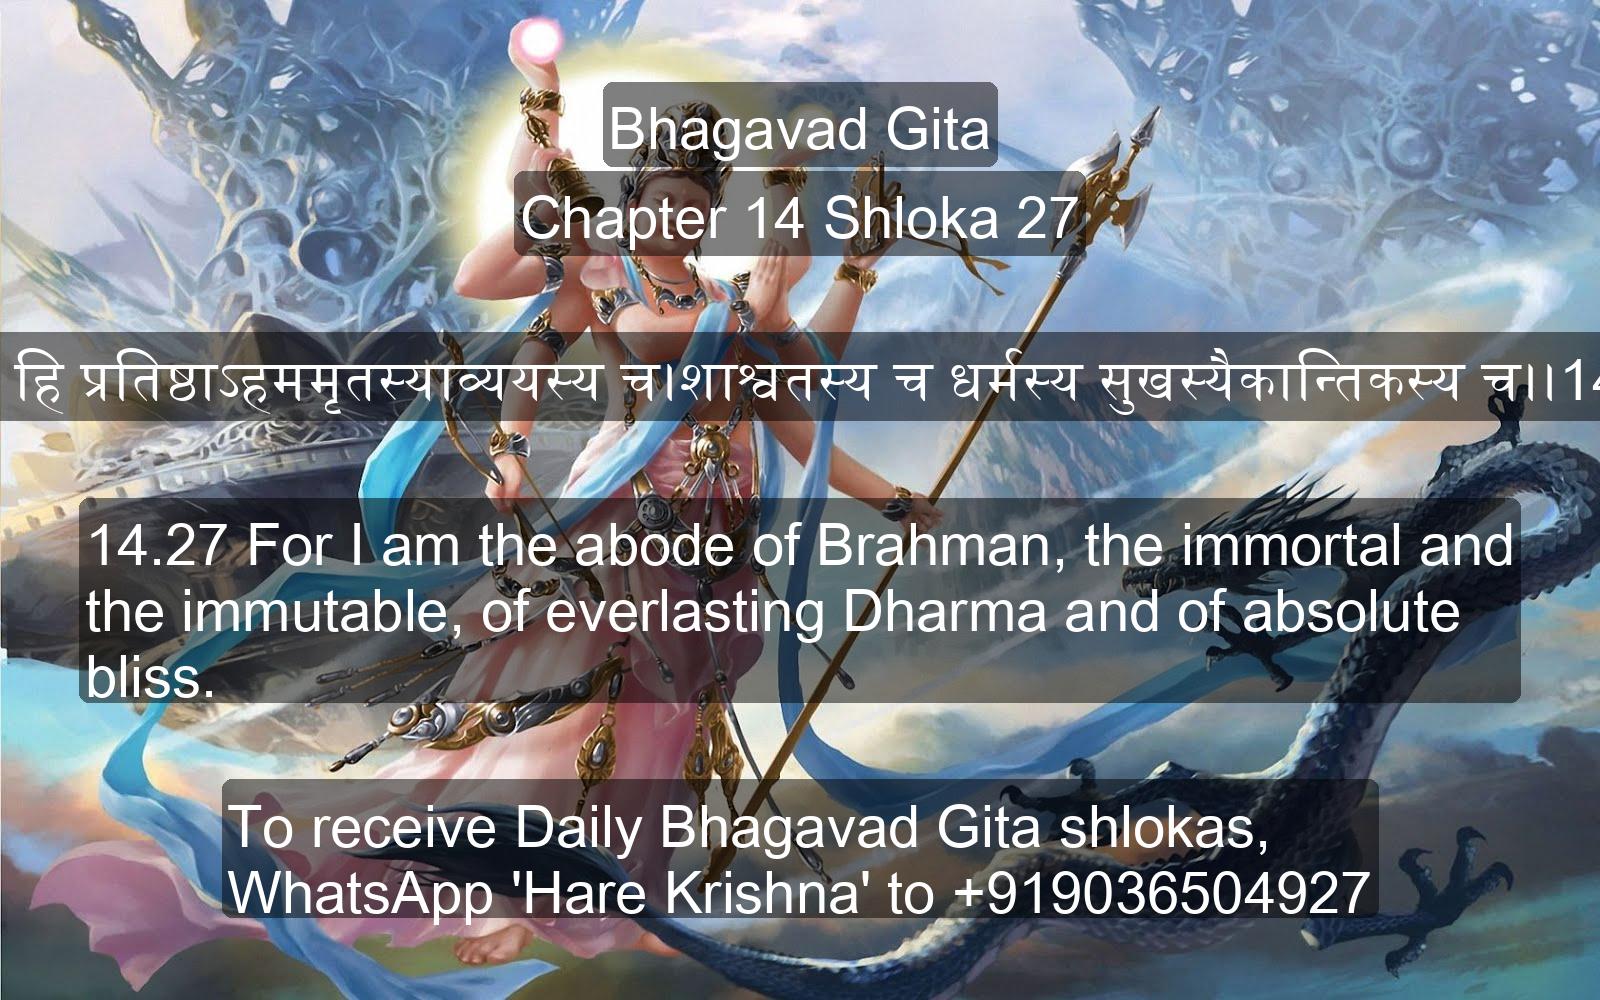 Bhagavad Gita
Chapter 14 Shloka 27
हि प्रतिष्ठाऽहममृतस्याव्ययस्य च।शाश्वतस्य च धर्मस्य सुखस्यैकान्तिकस्य च।।14
14.27 For I am the abode of Brahman, the immortal and
the immutable, of everlasting Dharma and of absolute
bliss.
To receive Daily Bhagavad Gita shlokas,
WhatsApp 'Hare Krishna' to +919036504927